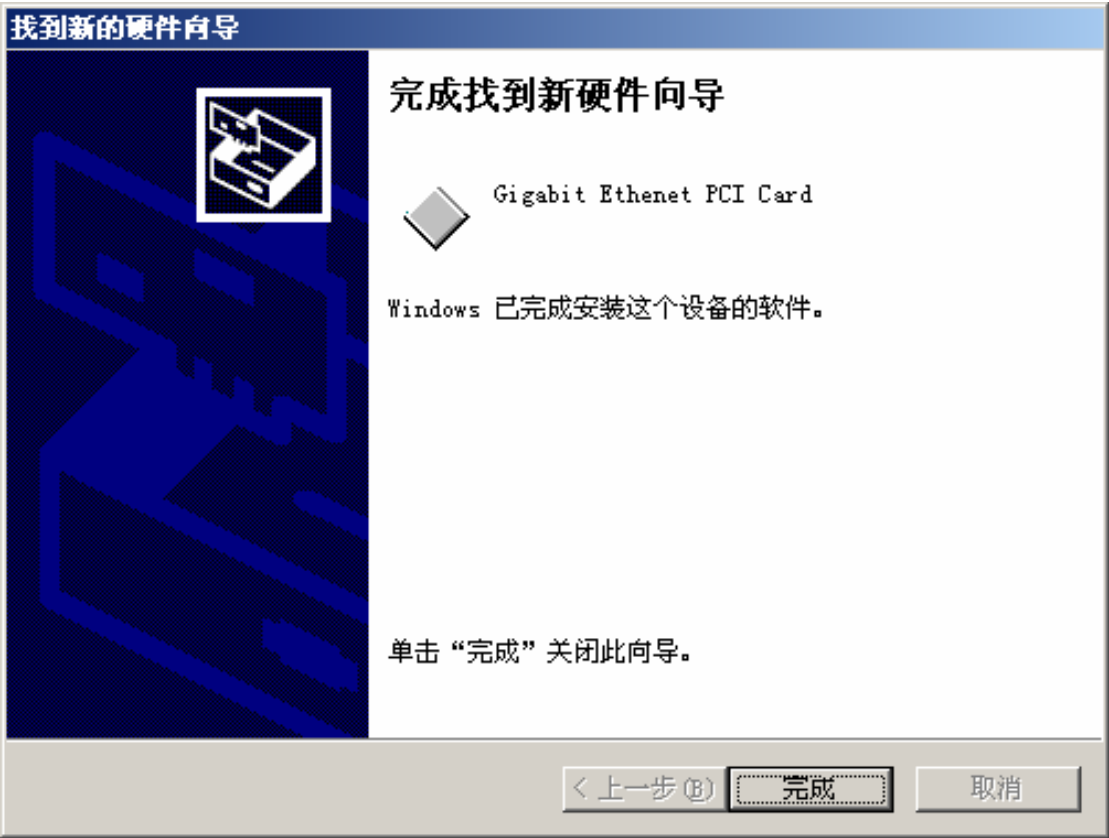 找到新的硬件向导
完成找到新硬件向导
Gigabit Ethenet PCI Card
Windows 已完成安装这个设备的软件。
单击“完成”关闭此向导。
< 上一步(B)
完成
取消